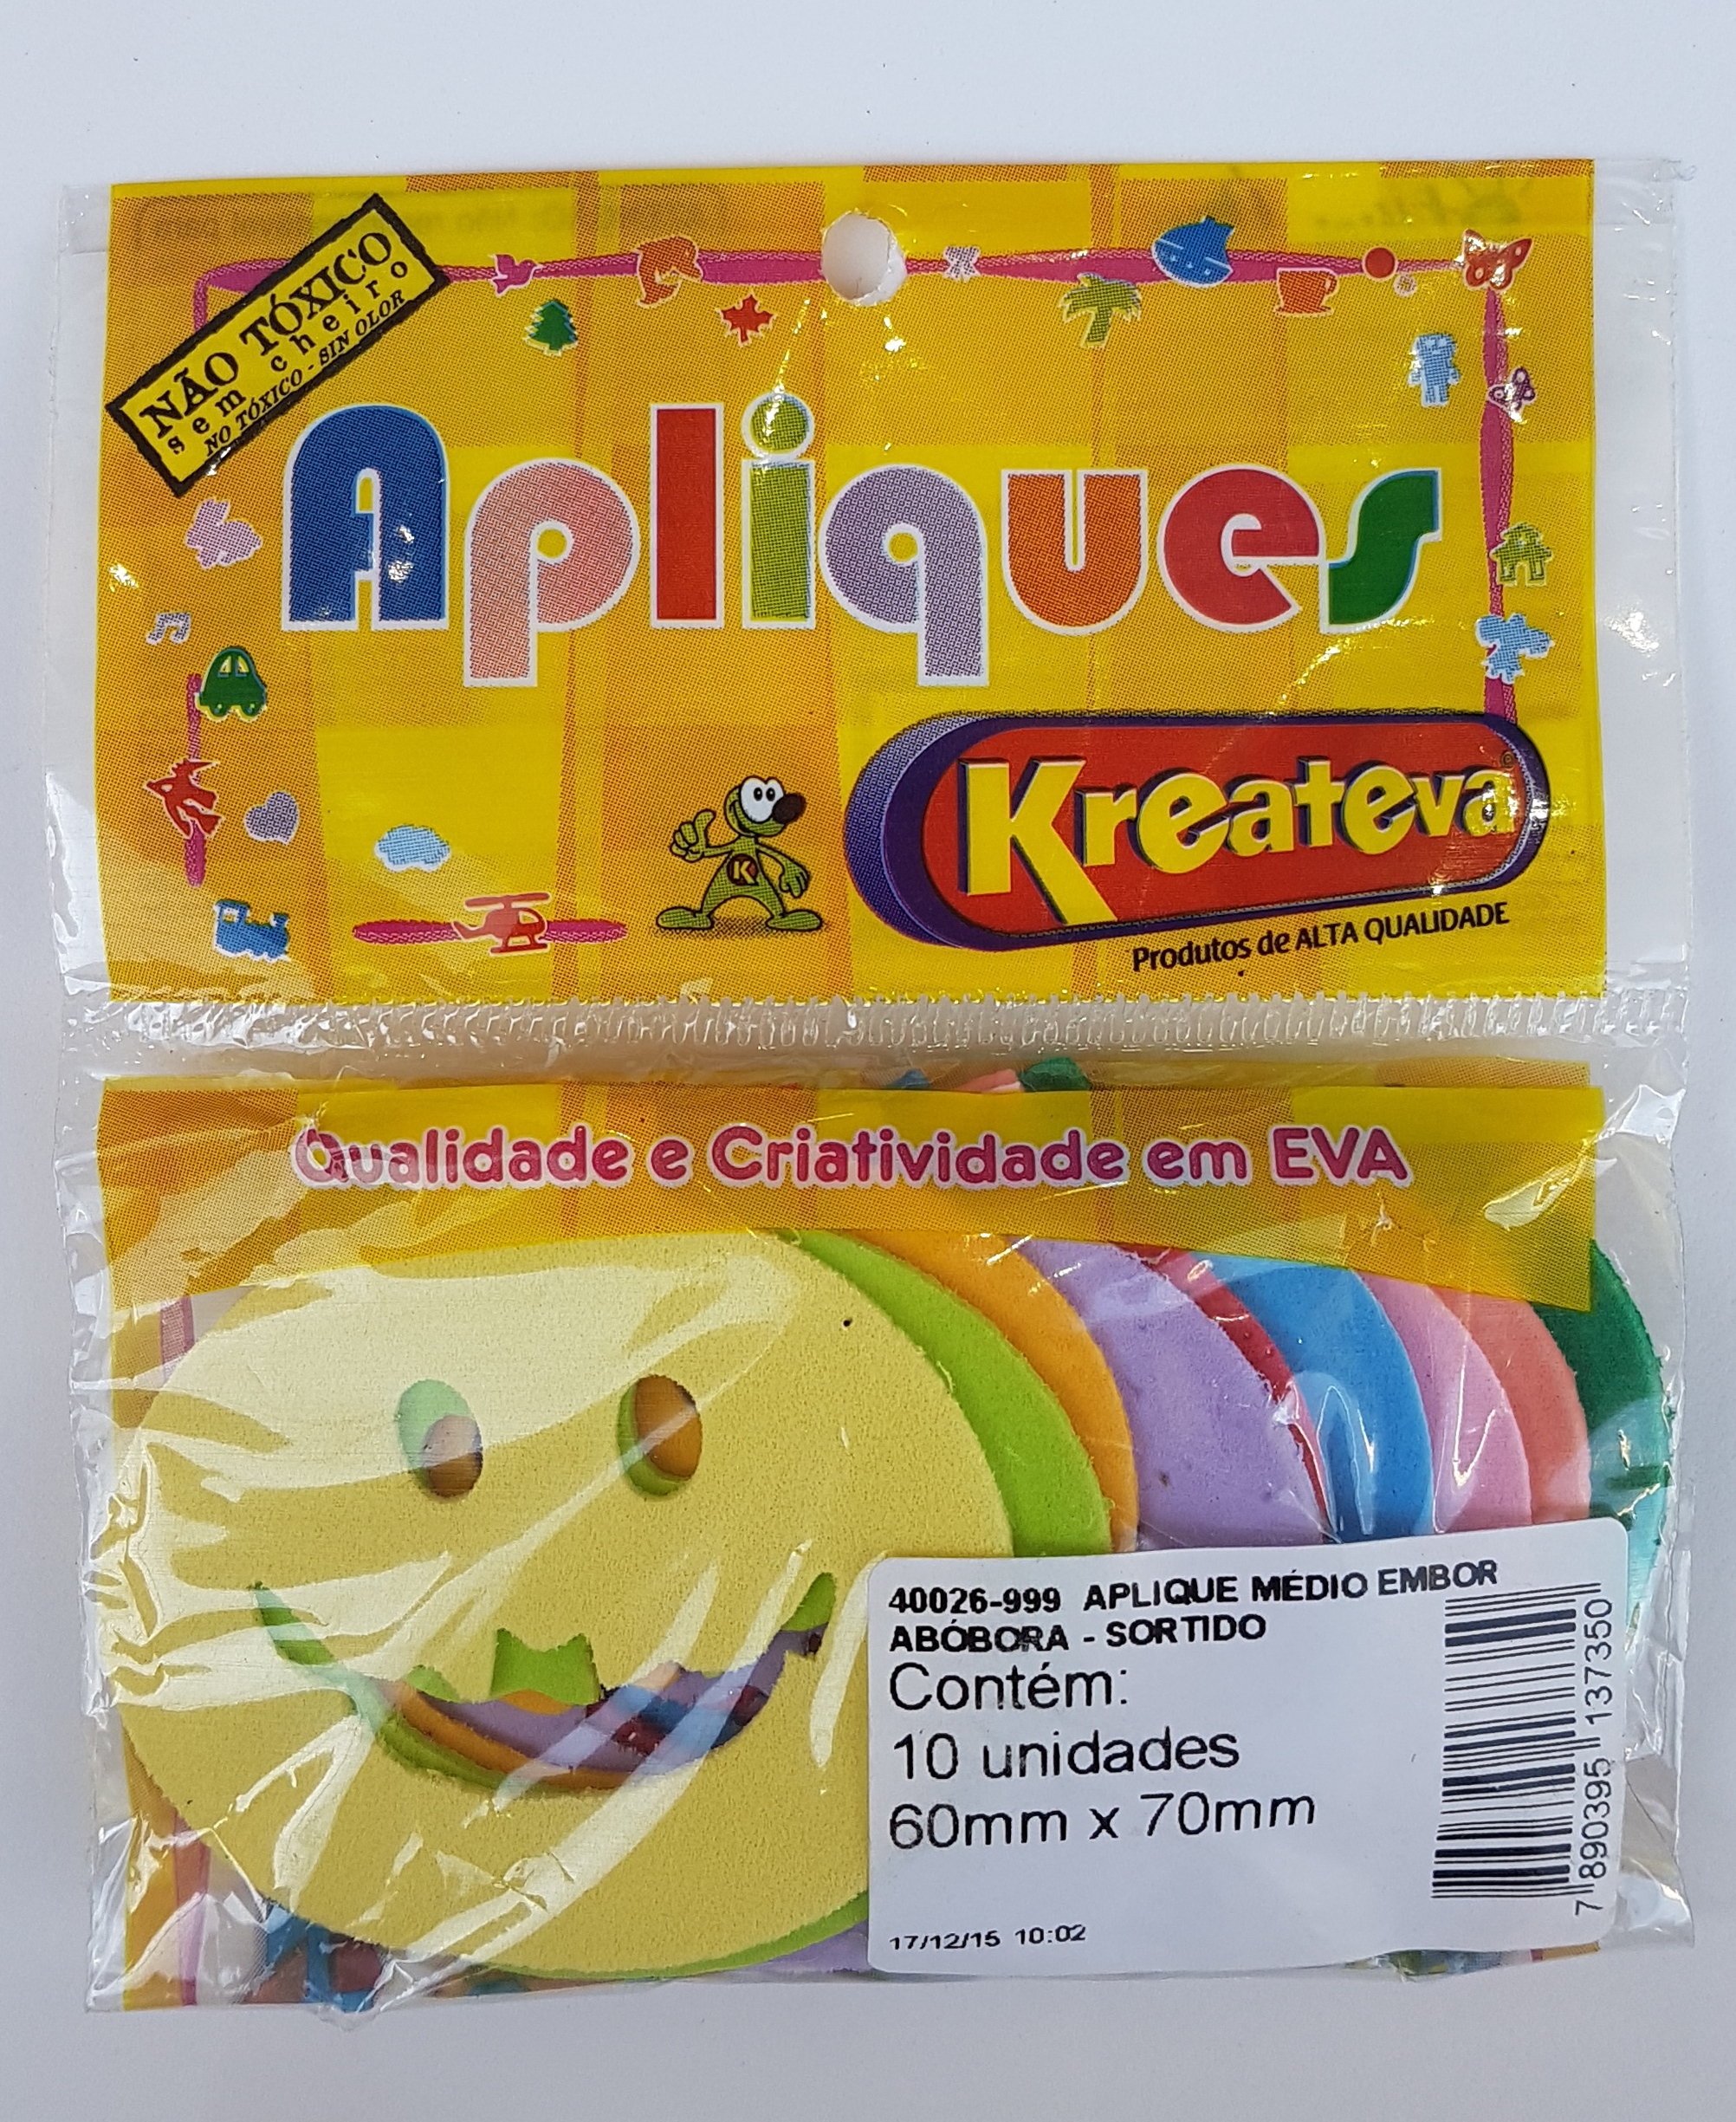 NÃO TÓXICO
sem cheiro
NO TÓXICO - SIN OLOR
Apliques
K
Kreateva
Produtos de ALTA QUALIDADE
Qualidade e Criatividade em EVA
40026-999 APLIQUE MÉDIO EMBOR
ABÓBORA - SORTIDO
Contém:
10 unidades
60mm x 70mm
17/12/15 10:02
7 890395 137350